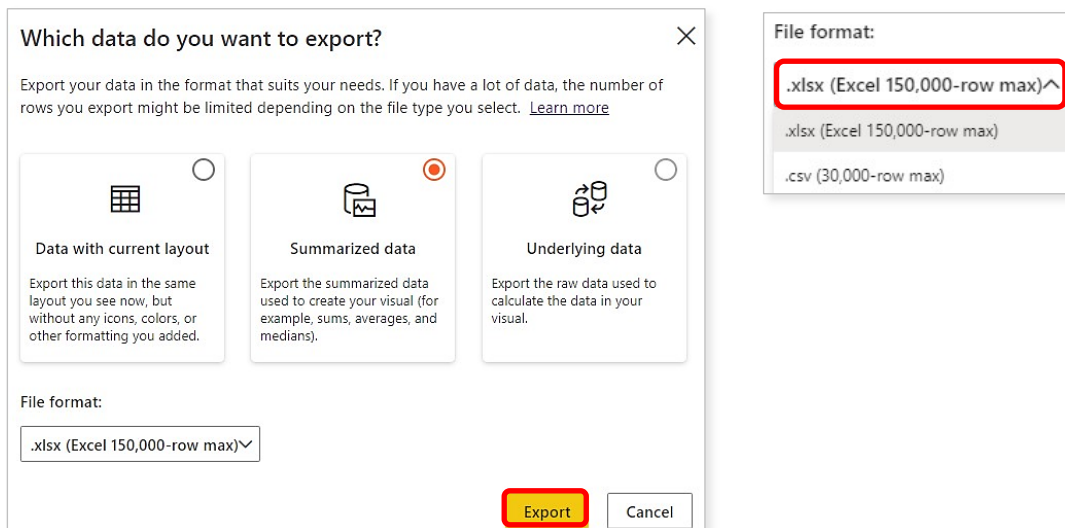 Which data do you want to export?
Export your data in the format that suits your needs. If you have a lot of data, the number of
rows you export might be limited depending on the file type you select. Learn more
Data with current layout
Export this data in the same
layout you see now, but
without any icons, colors, or
other formatting you added.
Summarized data
Export the summarized data
used to create your visual (for
example, sums, averages, and
medians).
Underlying data
Export the raw data used to
calculate the data in your
visual.
File format:
.xlsx (Excel 150,000-row max)
Export
Cancel
File format:
.xlsx (Excel 150,000-row max)
.xlsx (Excel 150,000-row max)
.csv (30,000-row max)